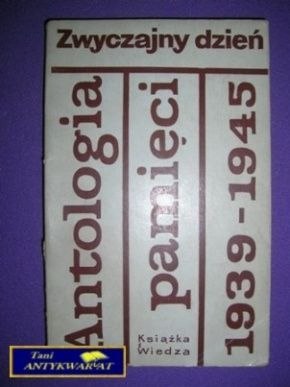 Zwyczajny dzień
Antologia
pamięci
1939-1945
Książka
i Wiedza
Tani
ANTYKWARIAT